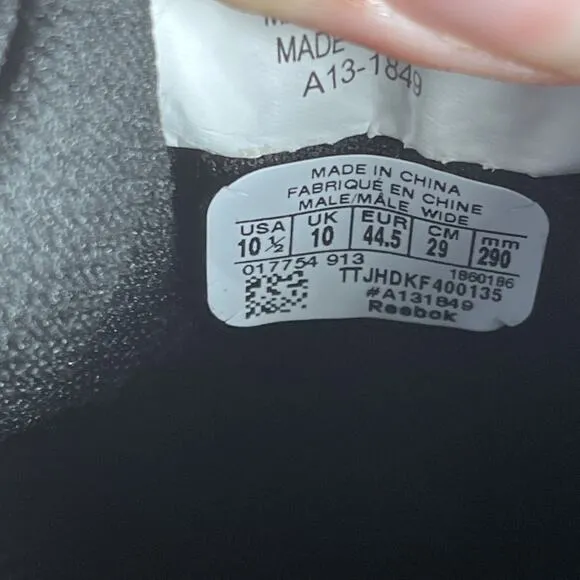 MADE
A13-1849
MADE IN CHINA
FABRIQUÉ EN CHINE
MALE/MÂLE WIDE
USA UK EUR CM mm
10 ½ 10 44.5 29 290
017754 913 1860186
TTJHDKF400135
#A131849
Reebok